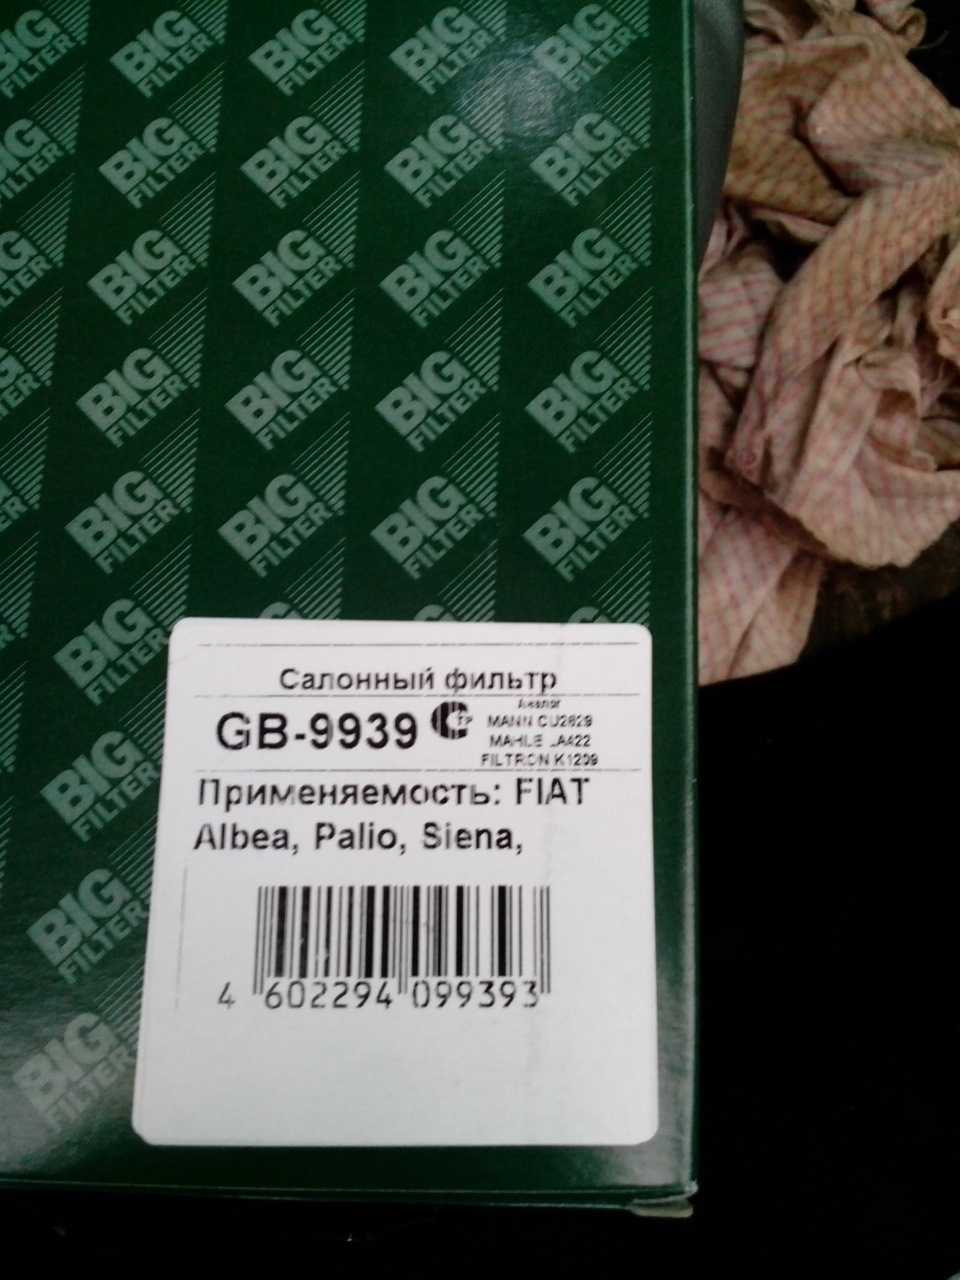 BIG
FILTER
Салонный фильтр
GB-9939
Аналог
MANN CU2629
MAHLE LA422
FILTRON K1209
Применяемость: FIAT
Albea, Palio, Siena,
4 602294 099393